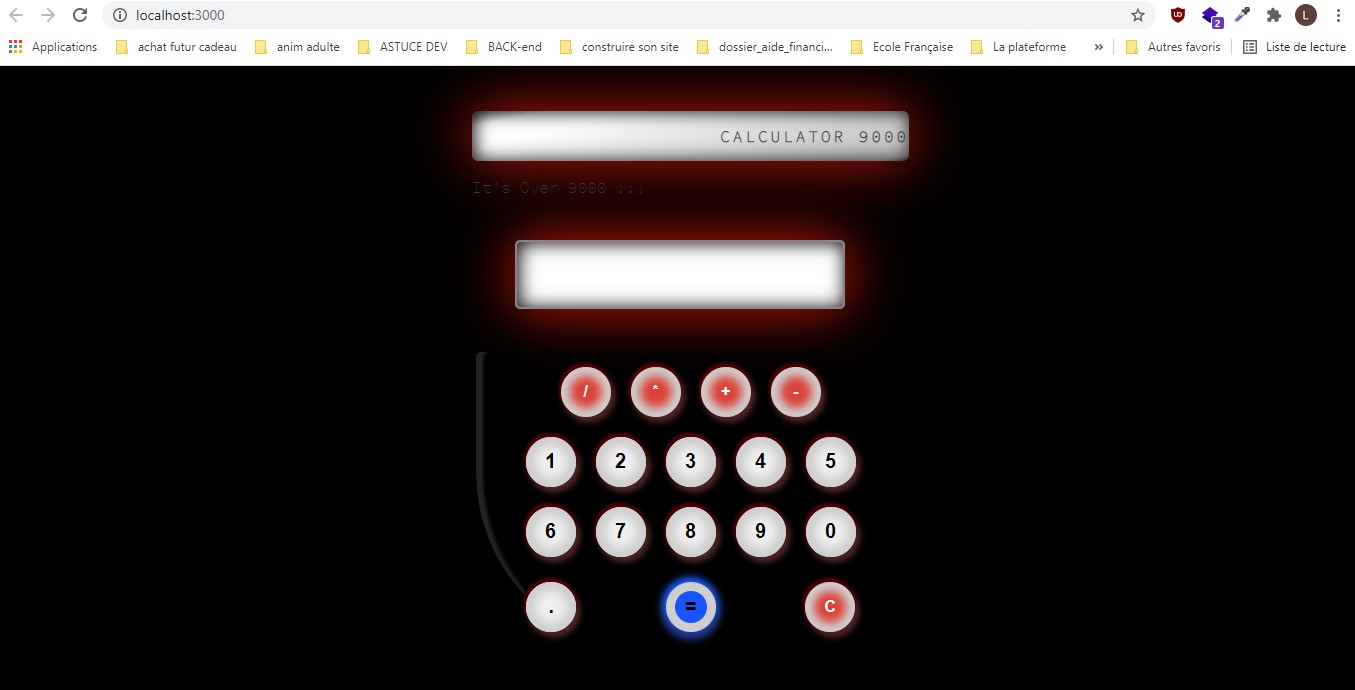 localhost:3000
2
L
Applications achat futur cadeau anim adulte ASTUCE DEV BACK-end construire son site dossier_aide_financi... Ecole Française La plateforme » Autres favoris Liste de lecture
CALCULATOR 9000
It's Over 9000 !!!
/ * + -
1 2 3 4 5
6 7 8 9 0
. = C